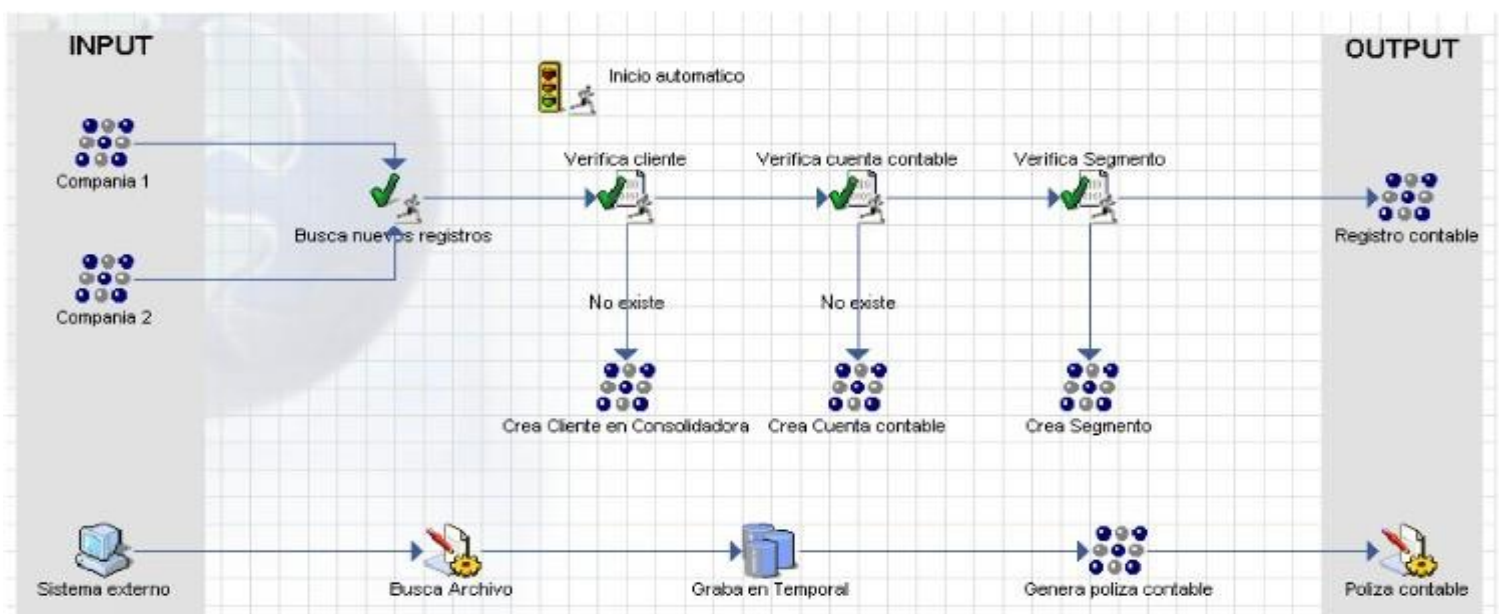 INPUT
OUTPUT
Inicio automatico
Compania 1
Verifica cliente
Verifica cuenta contable
Verifica Segmento
Busca nuevos registros
Registro contable
Compania 2
No existe
No existe
Crea Cliente en Consolidadora
Crea Cuenta contable
Crea Segmento
Sistema externo
Busca Archivo
Graba en Temporal
Genera poliza contable
Poliza contable